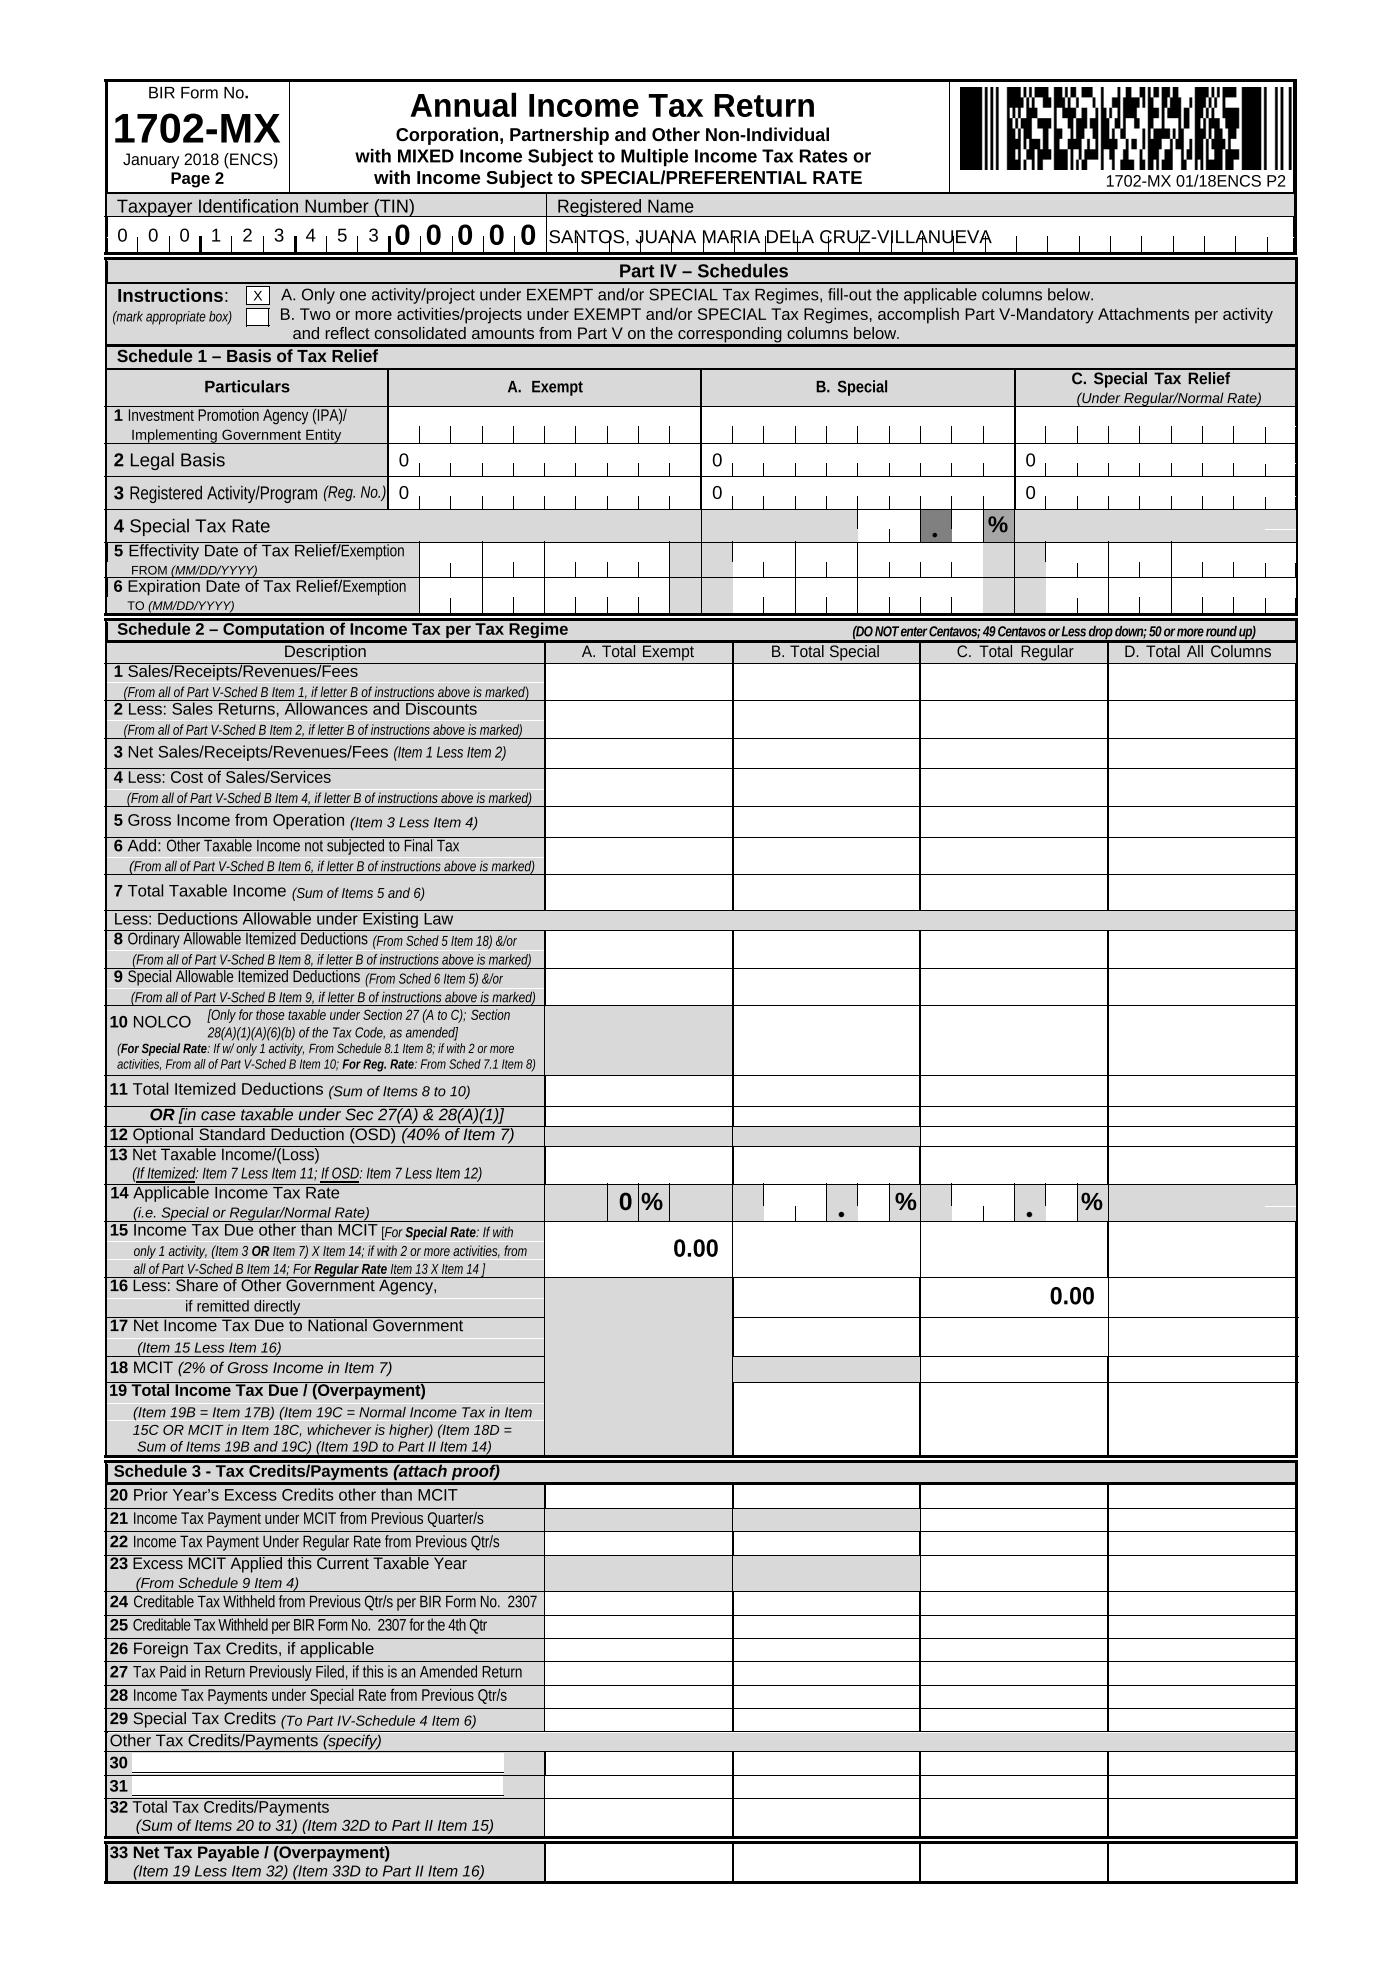 BIR Form No.
1702-MX
January 2018 (ENCS)
Page 2
Annual Income Tax Return
Corporation, Partnership and Other Non-Individual
with MIXED Income Subject to Multiple Income Tax Rates or
with Income Subject to SPECIAL/PREFERENTIAL RATE
1702-MX 01/18ENCS P2
Taxpayer Identification Number (TIN) Registered Name
0 0 0 1 2 3 4 5 3 0 0 0 0 0 SANTOS, JUANA MARIA DELA CRUZ-VILLANUEVA
Part IV – Schedules
Instructions: X A. Only one activity/project under EXEMPT and/or SPECIAL Tax Regimes, fill-out the applicable columns below.
(mark appropriate box) B. Two or more activities/projects under EXEMPT and/or SPECIAL Tax Regimes, accomplish Part V-Mandatory Attachments per activity
and reflect consolidated amounts from Part V on the corresponding columns below.
Schedule 1 – Basis of Tax Relief
Particulars A. Exempt B. Special C. Special Tax Relief
(Under Regular/Normal Rate)
1 Investment Promotion Agency (IPA)/
Implementing Government Entity
2 Legal Basis 0 0 0
3 Registered Activity/Program (Reg. No.) 0 0 0
4 Special Tax Rate . %
5 Effectivity Date of Tax Relief/Exemption
FROM (MM/DD/YYYY)
6 Expiration Date of Tax Relief/Exemption
TO (MM/DD/YYYY)
Schedule 2 – Computation of Income Tax per Tax Regime (DO NOT enter Centavos; 49 Centavos or Less drop down; 50 or more round up)
Description A. Total Exempt B. Total Special C. Total Regular D. Total All Columns
1 Sales/Receipts/Revenues/Fees
(From all of Part V-Sched B Item 1, if letter B of instructions above is marked)
2 Less: Sales Returns, Allowances and Discounts
(From all of Part V-Sched B Item 2, if letter B of instructions above is marked)
3 Net Sales/Receipts/Revenues/Fees (Item 1 Less Item 2)
4 Less: Cost of Sales/Services
(From all of Part V-Sched B Item 4, if letter B of instructions above is marked)
5 Gross Income from Operation (Item 3 Less Item 4)
6 Add: Other Taxable Income not subjected to Final Tax
(From all of Part V-Sched B Item 6, if letter B of instructions above is marked)
7 Total Taxable Income (Sum of Items 5 and 6)
Less: Deductions Allowable under Existing Law
8 Ordinary Allowable Itemized Deductions (From Sched 5 Item 18) &/or
(From all of Part V-Sched B Item 8, if letter B of instructions above is marked)
9 Special Allowable Itemized Deductions (From Sched 6 Item 5) &/or
(From all of Part V-Sched B Item 9, if letter B of instructions above is marked)
10 NOLCO [Only for those taxable under Section 27 (A to C); Section
28(A)(1)(A)(6)(b) of the Tax Code, as amended]
(For Special Rate: If w/ only 1 activity, From Schedule 8.1 Item 8; if with 2 or more
activities, From all of Part V-Sched B Item 10; For Reg. Rate: From Sched 7.1 Item 8)
11 Total Itemized Deductions (Sum of Items 8 to 10)
OR [in case taxable under Sec 27(A) & 28(A)(1)]
12 Optional Standard Deduction (OSD) (40% of Item 7)
13 Net Taxable Income/(Loss)
(If Itemized: Item 7 Less Item 11; If OSD: Item 7 Less Item 12)
14 Applicable Income Tax Rate 0 % . % . %
(i.e. Special or Regular/Normal Rate)
15 Income Tax Due other than MCIT [For Special Rate: If with
only 1 activity, (Item 3 OR Item 7) X Item 14; if with 2 or more activities, from 0.00
all of Part V-Sched B Item 14; For Regular Rate Item 13 X Item 14 ]
16 Less: Share of Other Government Agency, 0.00
if remitted directly
17 Net Income Tax Due to National Government
(Item 15 Less Item 16)
18 MCIT (2% of Gross Income in Item 7)
19 Total Income Tax Due / (Overpayment)
(Item 19B = Item 17B) (Item 19C = Normal Income Tax in Item
15C OR MCIT in Item 18C, whichever is higher) (Item 18D =
Sum of Items 19B and 19C) (Item 19D to Part II Item 14)
Schedule 3 - Tax Credits/Payments (attach proof)
20 Prior Year’s Excess Credits other than MCIT
21 Income Tax Payment under MCIT from Previous Quarter/s
22 Income Tax Payment Under Regular Rate from Previous Qtr/s
23 Excess MCIT Applied this Current Taxable Year
(From Schedule 9 Item 4)
24 Creditable Tax Withheld from Previous Qtr/s per BIR Form No. 2307
25 Creditable Tax Withheld per BIR Form No. 2307 for the 4th Qtr
26 Foreign Tax Credits, if applicable
27 Tax Paid in Return Previously Filed, if this is an Amended Return
28 Income Tax Payments under Special Rate from Previous Qtr/s
29 Special Tax Credits (To Part IV-Schedule 4 Item 6)
Other Tax Credits/Payments (specify)
30
31
32 Total Tax Credits/Payments
(Sum of Items 20 to 31) (Item 32D to Part II Item 15)
33 Net Tax Payable / (Overpayment)
(Item 19 Less Item 32) (Item 33D to Part II Item 16)